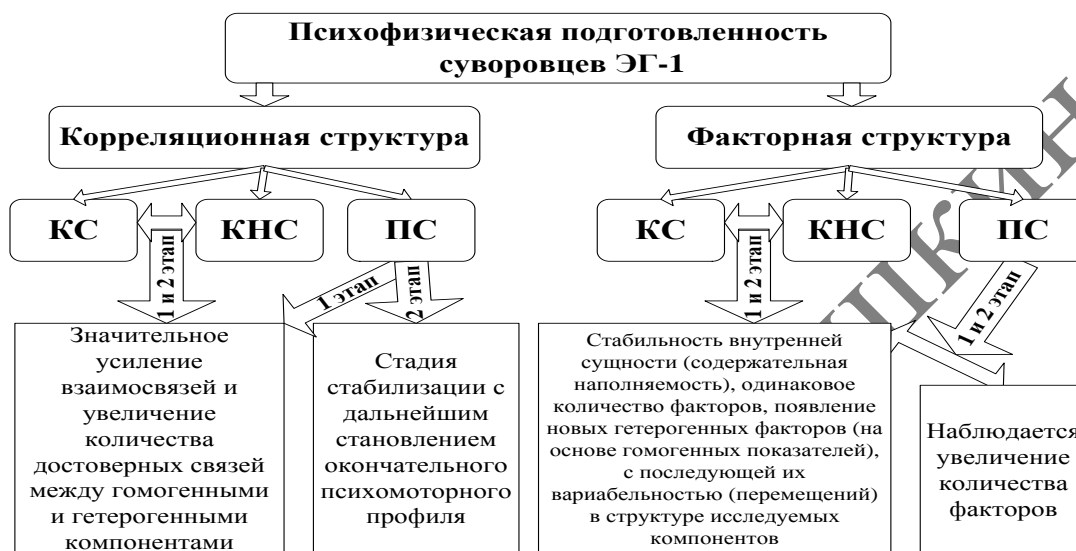 Психофизическая подготовленность
суворовцев ЭГ-1
Корреляционная структура
Факторная структура
КС
КНС
ПС
КС
КНС
ПС
1 и 2 этап
1 этап
2 этап
1 и 2 этап
1 и 2 этап
Значительное
усиление
взаимосвязей и
увеличение
количества
достоверных связей
между гомогенными
и гетерогенными
компонентами
Стадия
стабилизации с
дальнейшим
становлением
окончательного
психомоторного
профиля
Стабильность внутренней
сущности (содержательная
наполняемость), одинаковое
количество факторов, появление
новых гетерогенных факторов (на
основе гомогенных показателей),
с последующей их
вариабельностью (перемещений)
в структуре исследуемых
компонентов
Наблюдается
увеличение
количества
факторов